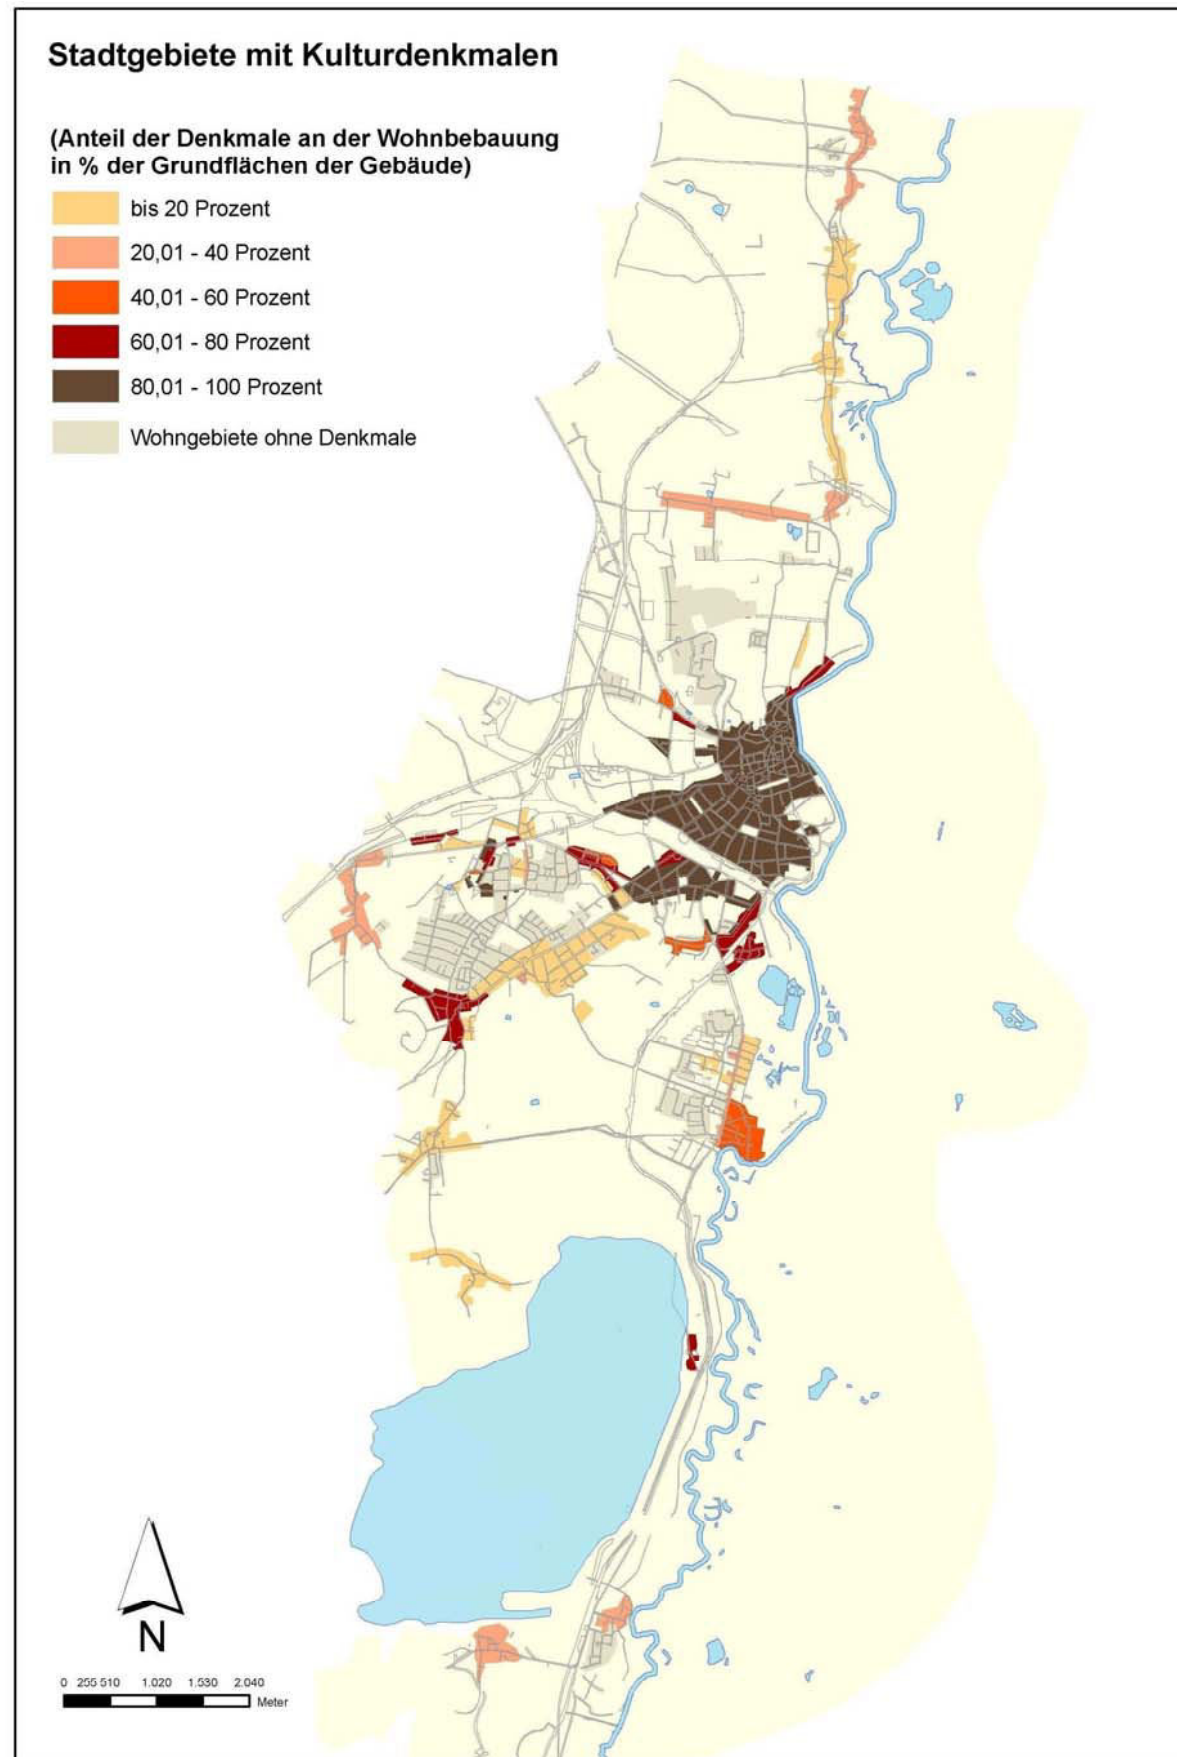 Stadtgebiete mit Kulturdenkmalen
(Anteil der Denkmale an der Wohnbebauung
in % der Grundflächen der Gebäude)
bis 20 Prozent
20,01 - 40 Prozent
40,01 - 60 Prozent
60,01 - 80 Prozent
80,01 - 100 Prozent
Wohngebiete ohne Denkmale
N
0 255 510 1.020 1.530 2.040
Meter